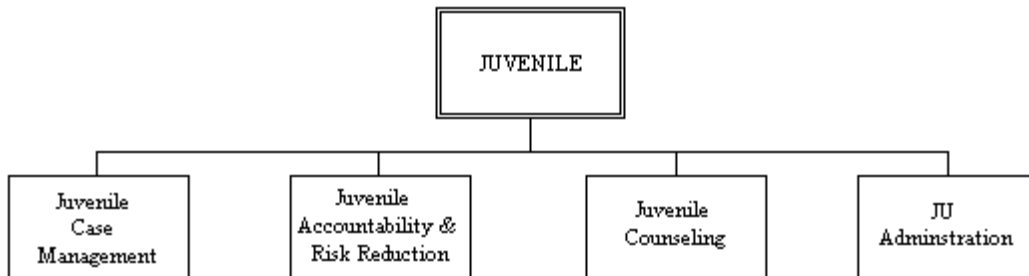 JUVENILE
Juvenile
Case
Management
Juvenile
Accountability &
Risk Reduction
Juvenile
Counseling
JU
Adminstration